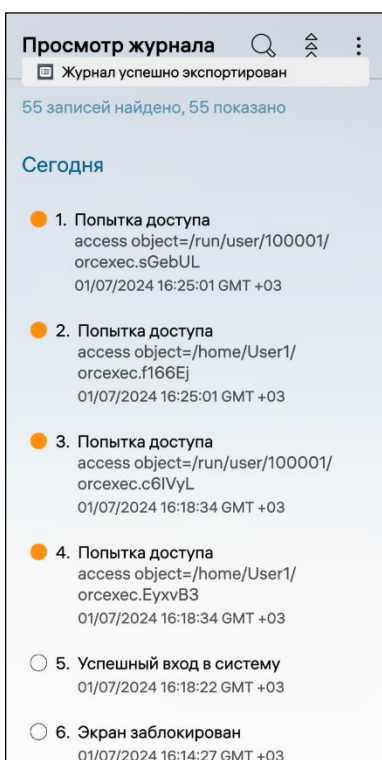 Просмотр журнала
Журнал успешно экспортирован
55 записей найдено, 55 показано
Сегодня
1. Попытка доступа
access object=/run/user/100001/
orcexec.sGebUL
01/07/2024 16:25:01 GMT +03
2. Попытка доступа
access object=/home/User1/
orcexec.f166Ej
01/07/2024 16:25:01 GMT +03
3. Попытка доступа
access object=/run/user/100001/
orcexec.c6IVyL
01/07/2024 16:18:34 GMT +03
4. Попытка доступа
access object=/home/User1/
orcexec.EyxvB3
01/07/2024 16:18:34 GMT +03
5. Успешный вход в систему
01/07/2024 16:18:22 GMT +03
6. Экран заблокирован
01/07/2024 16:14:27 GMT +03